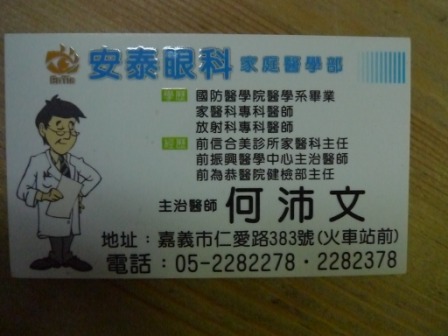 安泰眼科 家庭醫學部
學歷 國防醫學院醫學系畢業
家醫科專科醫師
放射科專科醫師
經歷 前信合美診所家醫科主任
前振興醫學中心主治醫師
前為恭醫院健檢部主任
主治醫師 何沛文
地址：嘉義市仁愛路383號(火車站前)
電話：05-2282278·2282378